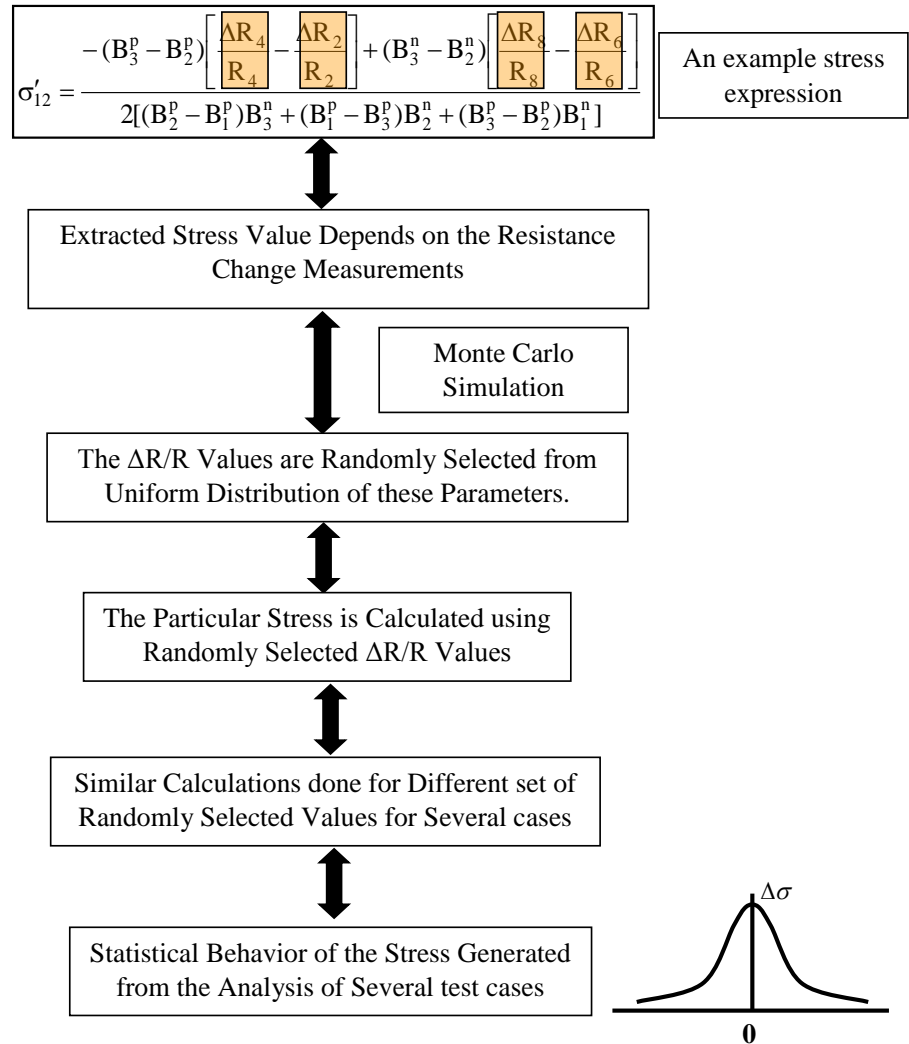 σ′₁₂ = −(B₃ᵖ − B₂ᵖ)[ΔR₄/R₄ − ΔR₂/R₂] + (B₃ⁿ − B₂ⁿ)[ΔR₈/R₈ − ΔR₆/R₆] / 2[(B₂ᵖ − B₁ᵖ)B₃ⁿ + (B₁ᵖ − B₃ᵖ)B₂ⁿ + (B₃ᵖ − B₂ᵖ)B₁ⁿ]
An example stress
expression
Extracted Stress Value Depends on the Resistance
Change Measurements
Monte Carlo
Simulation
The ΔR/R Values are Randomly Selected from
Uniform Distribution of these Parameters.
The Particular Stress is Calculated using
Randomly Selected ΔR/R Values
Similar Calculations done for Different set of
Randomly Selected Values for Several cases
Statistical Behavior of the Stress Generated
from the Analysis of Several test cases
Δσ
0